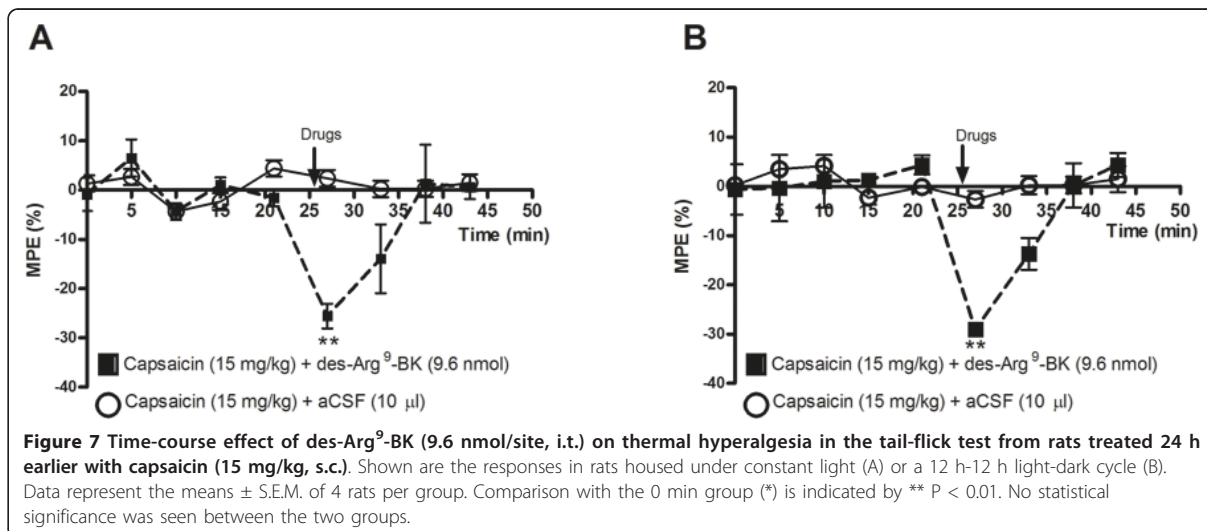 A
B
20
10
0
-10
-20
-30
-40
MPE (%)
Drugs
5 10 15 20 25 30 35 40 45 50
Time (min)
**
Capsaicin (15 mg/kg) + des-Arg⁹-BK (9.6 nmol)
Capsaicin (15 mg/kg) + aCSF (10 µl)
20
10
0
-10
-20
-30
-40
MPE (%)
Drugs
5 10 15 20 25 30 35 40 45 50
Time (min)
**
Capsaicin (15 mg/kg) + des-Arg⁹-BK (9.6 nmol)
Capsaicin (15 mg/kg) + aCSF (10 µl)
Figure 7 Time-course effect of des-Arg⁹-BK (9.6 nmol/site, i.t.) on thermal hyperalgesia in the tail-flick test from rats treated 24 h
earlier with capsaicin (15 mg/kg, s.c.). Shown are the responses in rats housed under constant light (A) or a 12 h-12 h light-dark cycle (B).
Data represent the means ± S.E.M. of 4 rats per group. Comparison with the 0 min group (*) is indicated by ** P < 0.01. No statistical
significance was seen between the two groups.